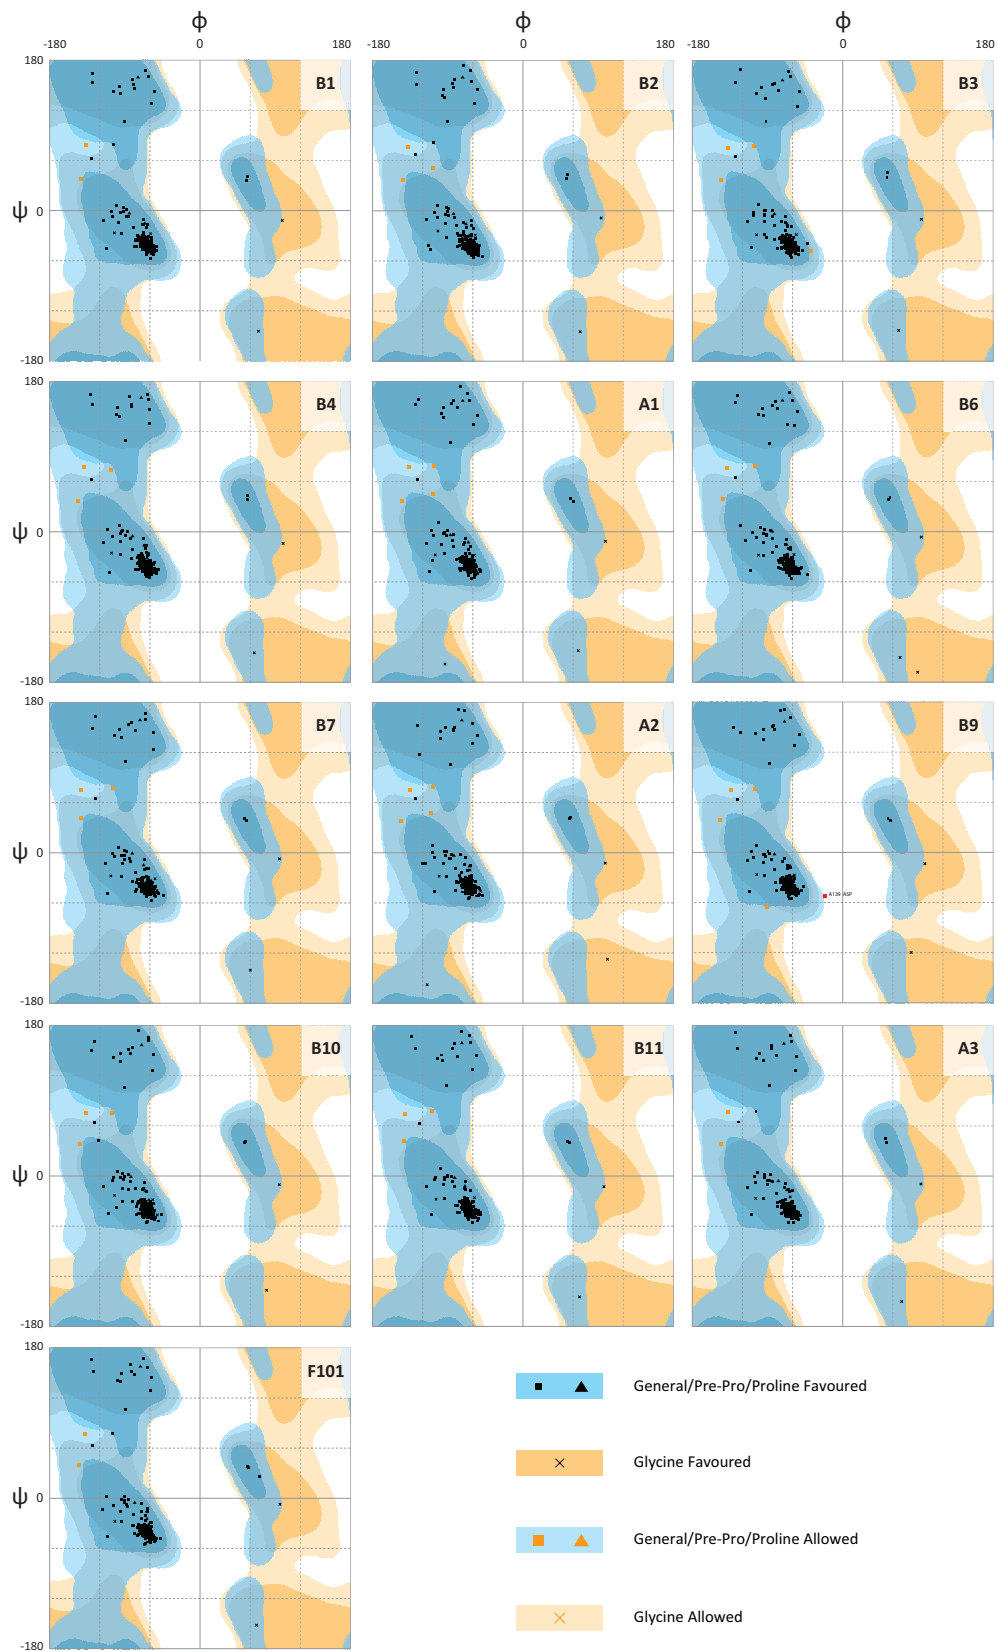 ϕ ϕ ϕ
-180 0 180 -180 0 180 -180 0 180
180 B1 B2 B3
ψ 0
-180
180 B4 A1 B6
ψ 0
-180
180 B7 A2 B9
ψ 0
A139 ASP
-180
180 B10 B11 A3
ψ 0
-180
180 F101
General/Pre-Pro/Proline Favoured
Glycine Favoured
ψ 0
General/Pre-Pro/Proline Allowed
Glycine Allowed
-180